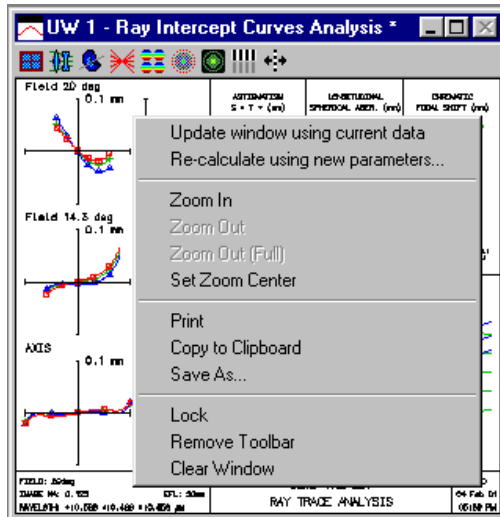 UW 1 - Ray Intercept Curves Analysis *
Field 20 deg
0.1 mm
ASTIGMATISM
S × T + (mm)
LONGITUDINAL
SPHERICAL ABER. (mm)
CHROMATIC
FOCAL SHIFT (mm)
Update window using current data
Re-calculate using new parameters...
Zoom In
Zoom Out
Zoom Out (Full)
Set Zoom Center
Field 14.3 deg
0.1 mm
Print
Copy to Clipboard
Save As...
AXIS
0.1 mm
Lock
Remove Toolbar
Clear Window
FIELD: 20deg
EFL: 50mm
RAY TRACE ANALYSIS
04 Feb 01